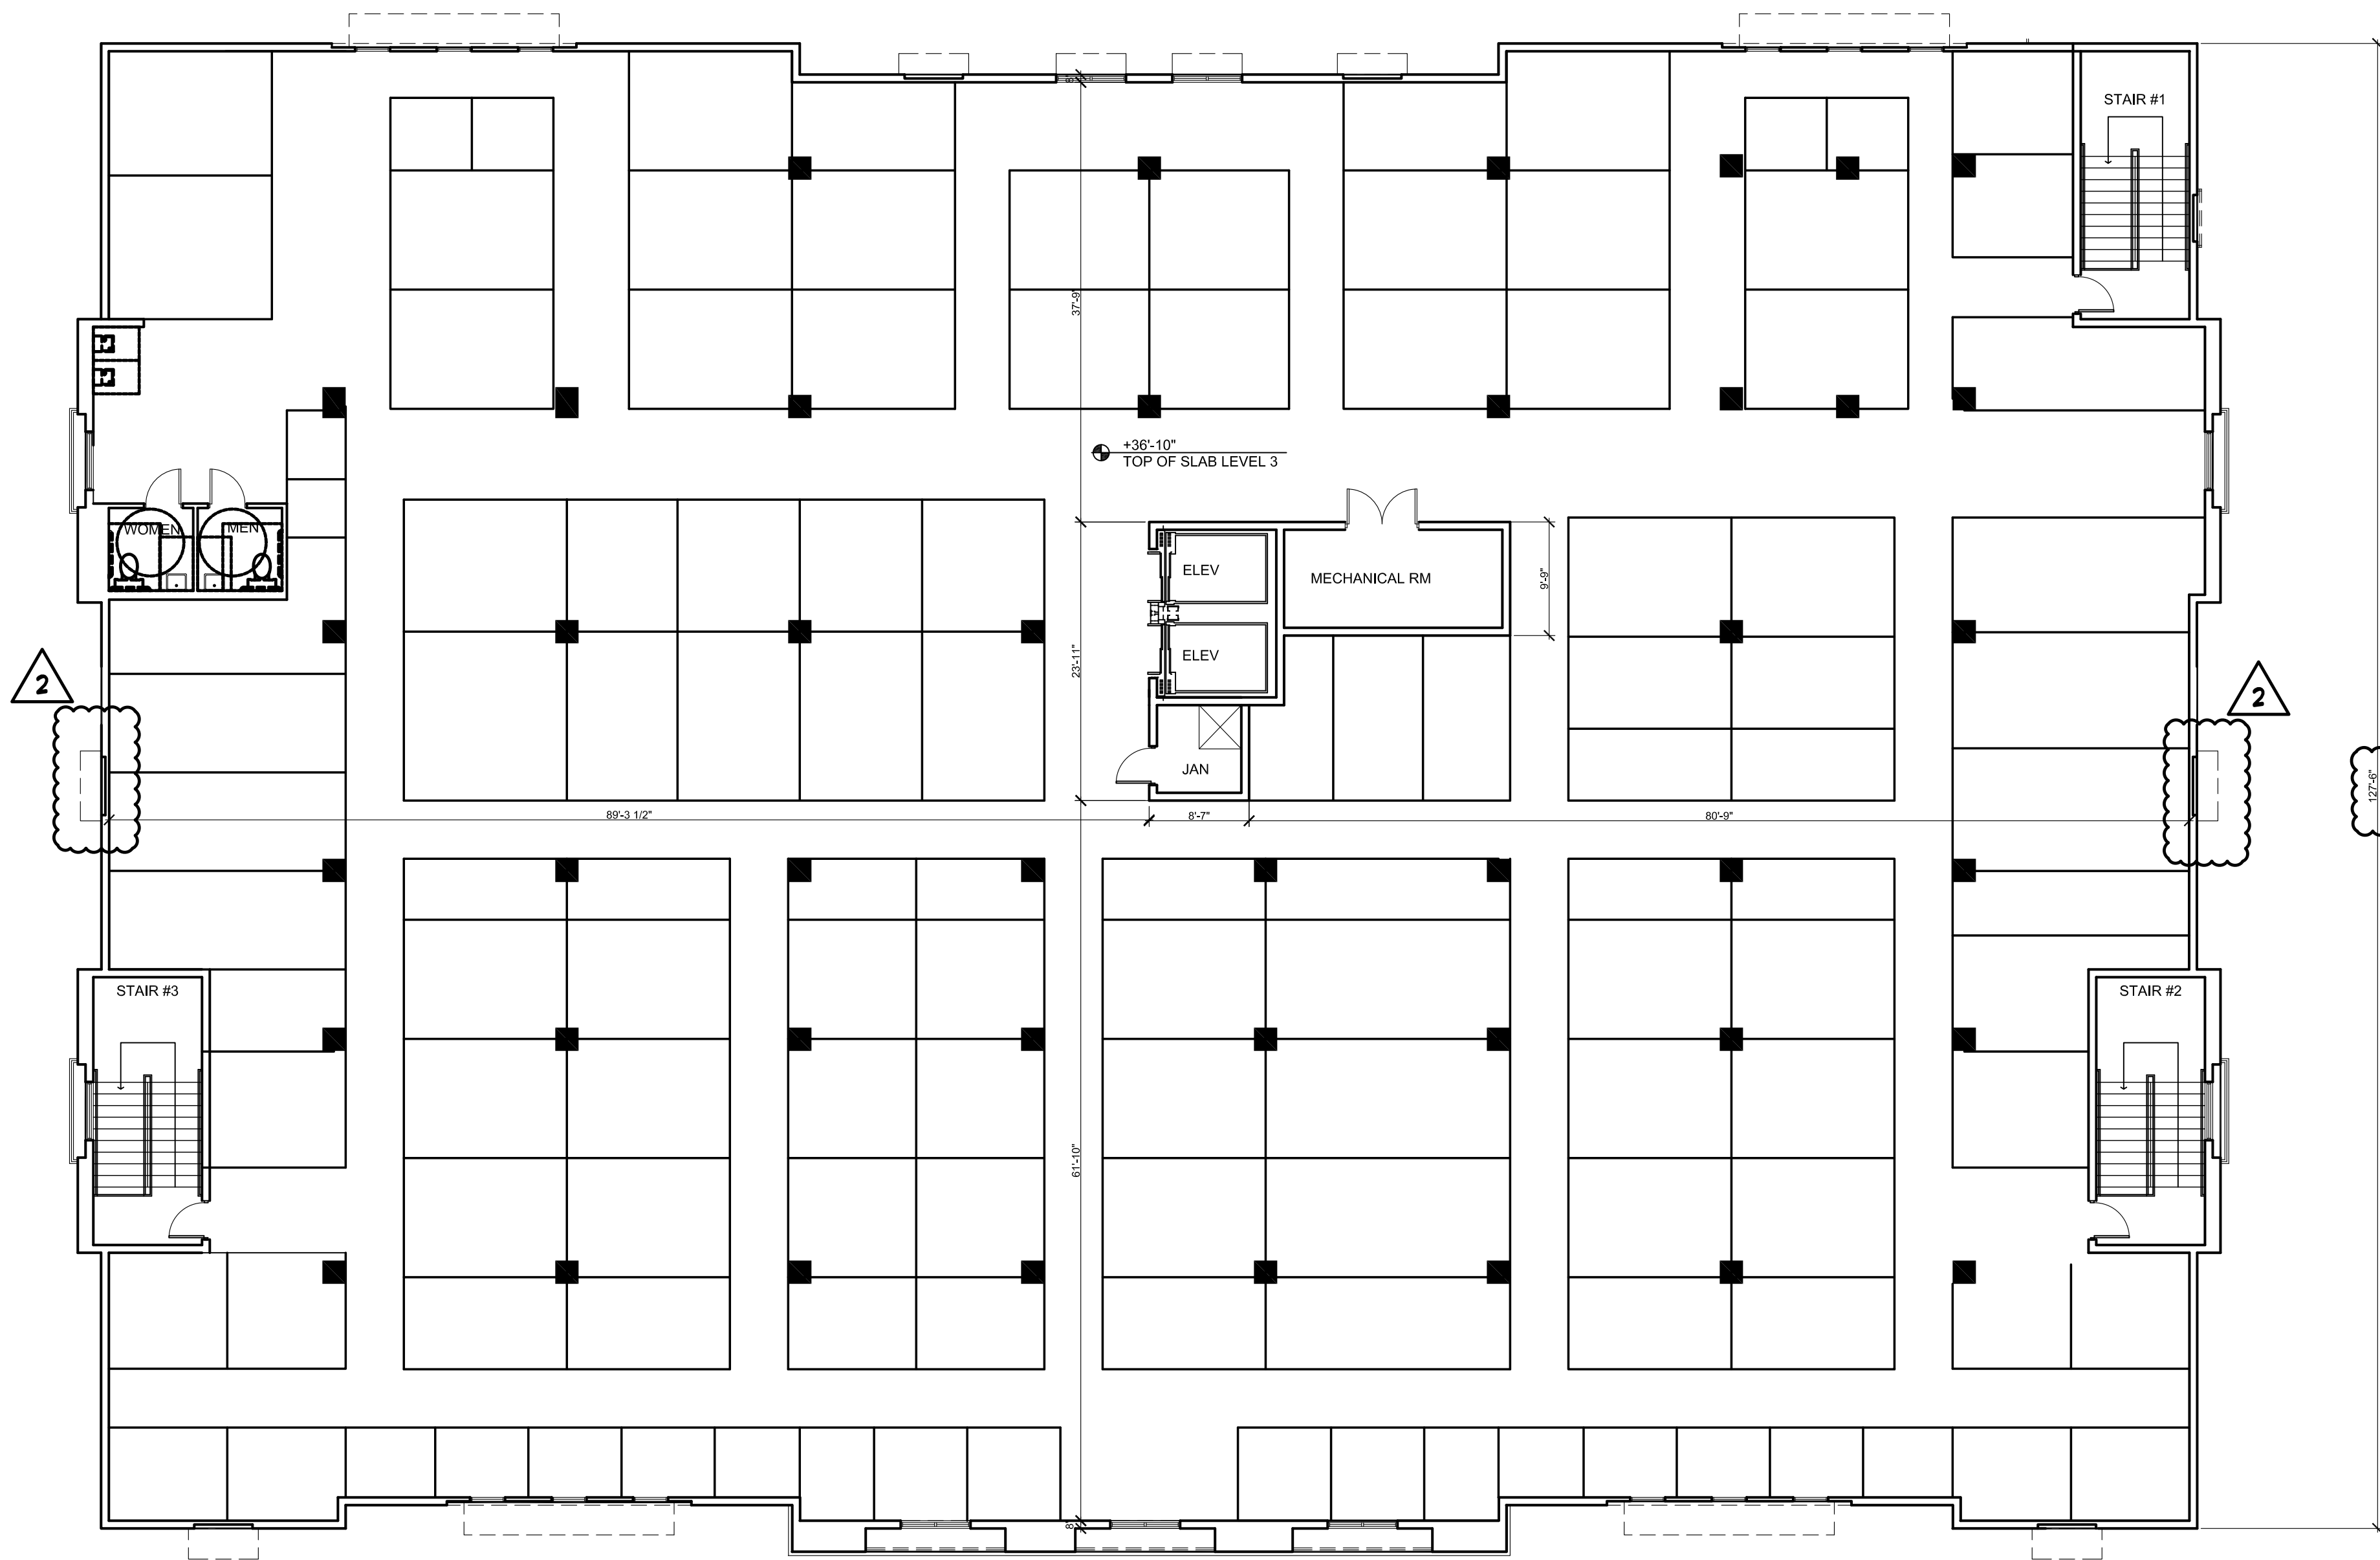 STAIR #1
8"
37'-9"
+36'-10"
TOP OF SLAB LEVEL 3
WOMEN
MEN
ELEV
MECHANICAL RM
9'-9"
ELEV
23'-11"
2
2
JAN
127'-6"
89'-3 1/2"
8'-7"
80'-9"
STAIR #3
STAIR #2
61'-10"
8"